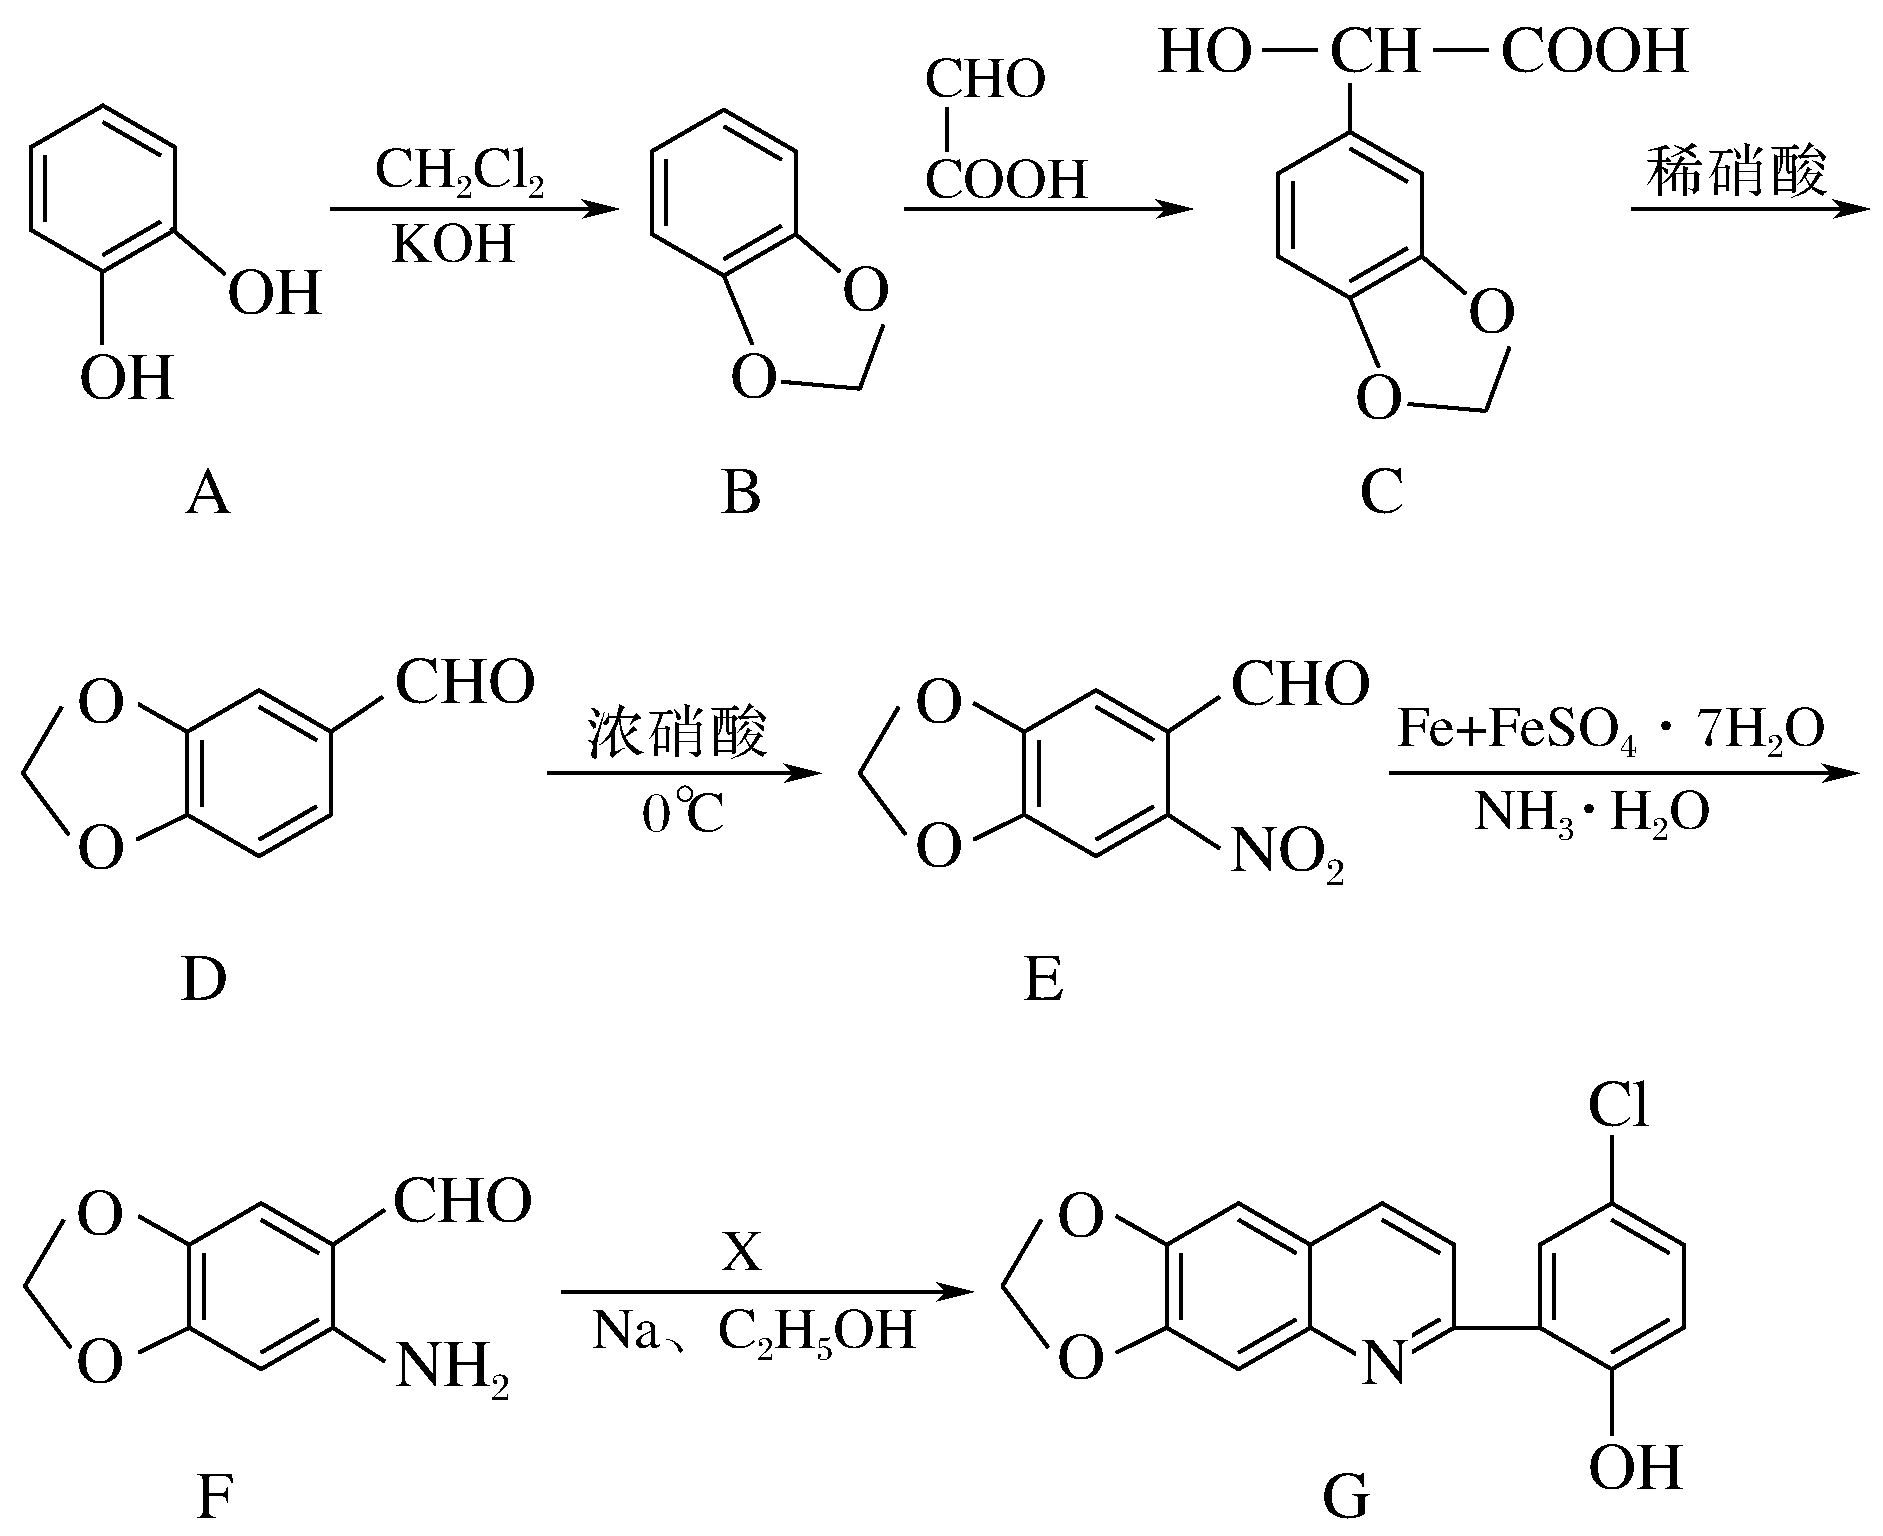 HO—CH—COOH
CHO
COOH
CH₂Cl₂
KOH
稀硝酸
OH
OH
O
O
O
O
A
B
C
O
O
CHO
浓硝酸
0℃
O
O
CHO
NO₂
Fe+FeSO₄·7H₂O
NH₃·H₂O
D
E
O
O
CHO
NH₂
X
Na、C₂H₅OH
O
O
N
Cl
OH
F
G